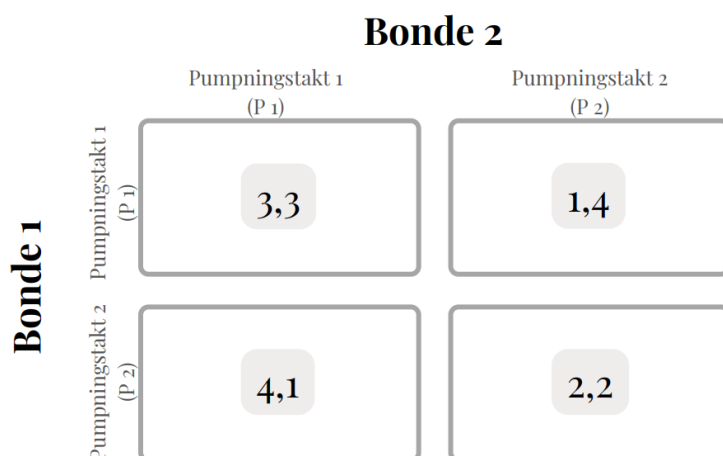 Bonde 2
Pumpningstakt 1
(P 1)
Pumpningstakt 2
(P 2)
Bonde 1
Pumpningstakt 1
(P 1)
3,3
1,4
Pumpningstakt 2
(P 2)
4,1
2,2